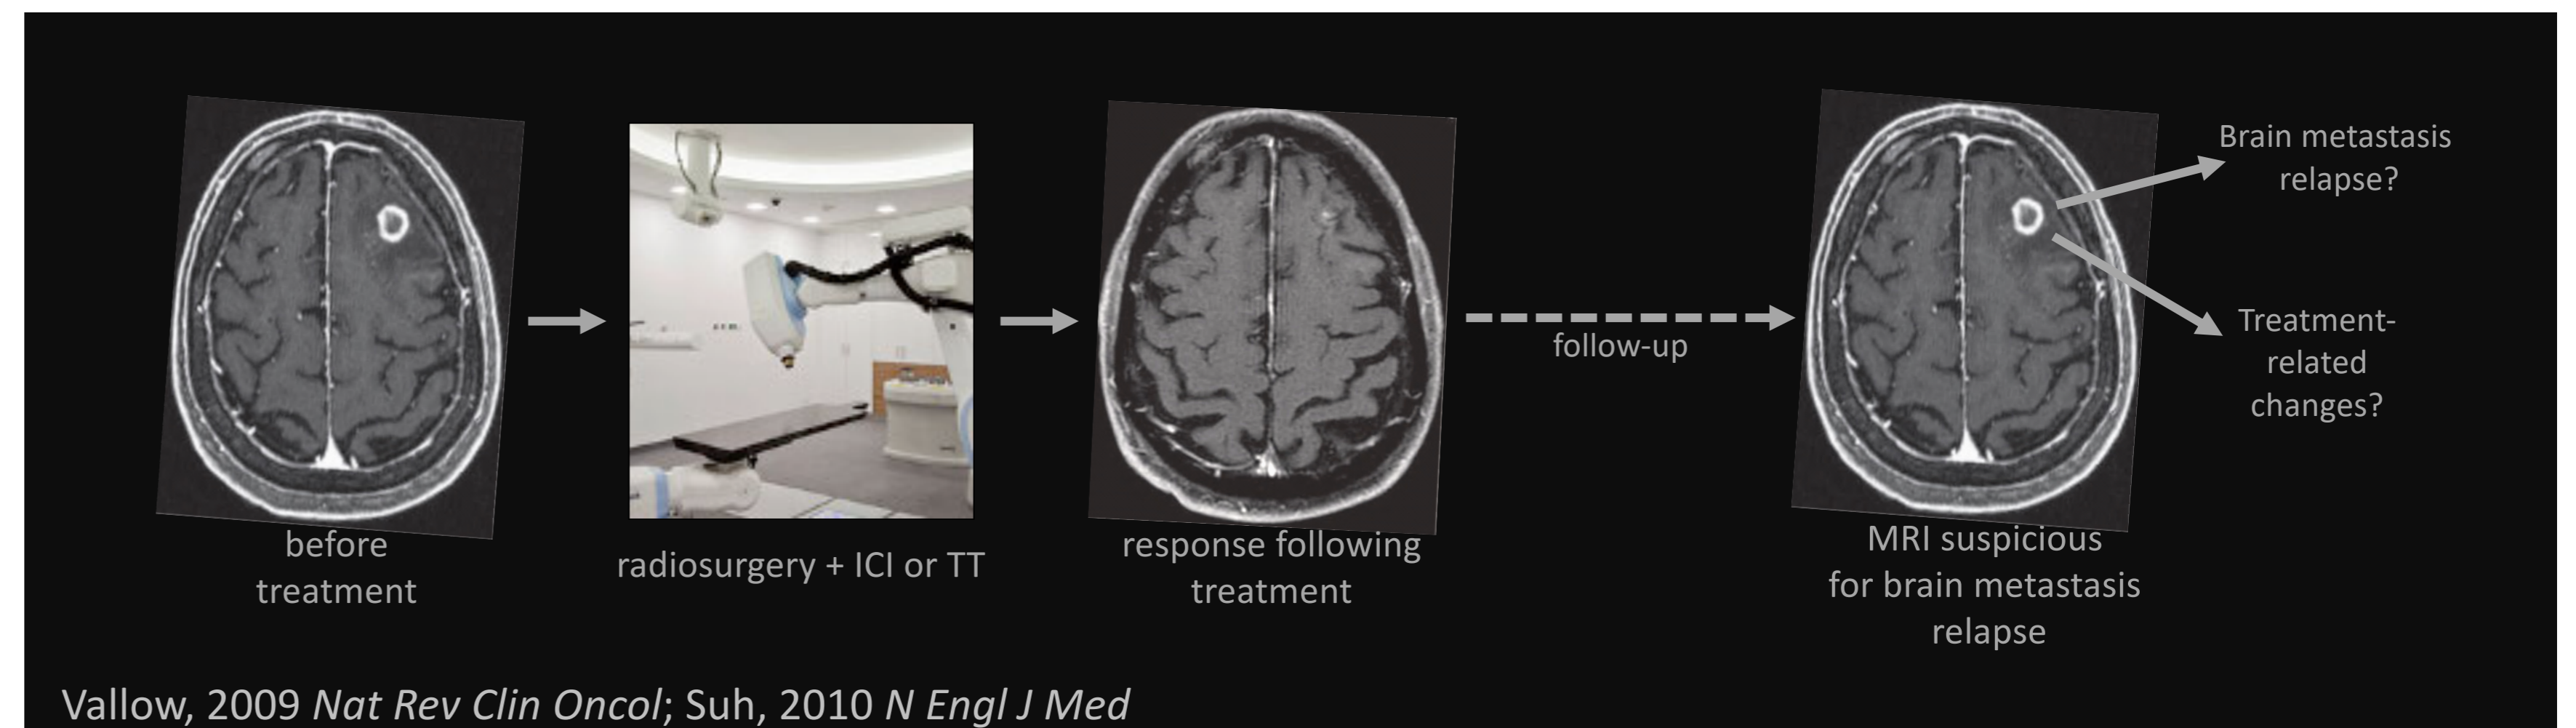 Brain metastasis
relapse?
Treatment-
related
changes?
follow-up
before
treatment
radiosurgery + ICI or TT
response following
treatment
MRI suspicious
for brain metastasis
relapse
Vallow, 2009 Nat Rev Clin Oncol; Suh, 2010 N Engl J Med